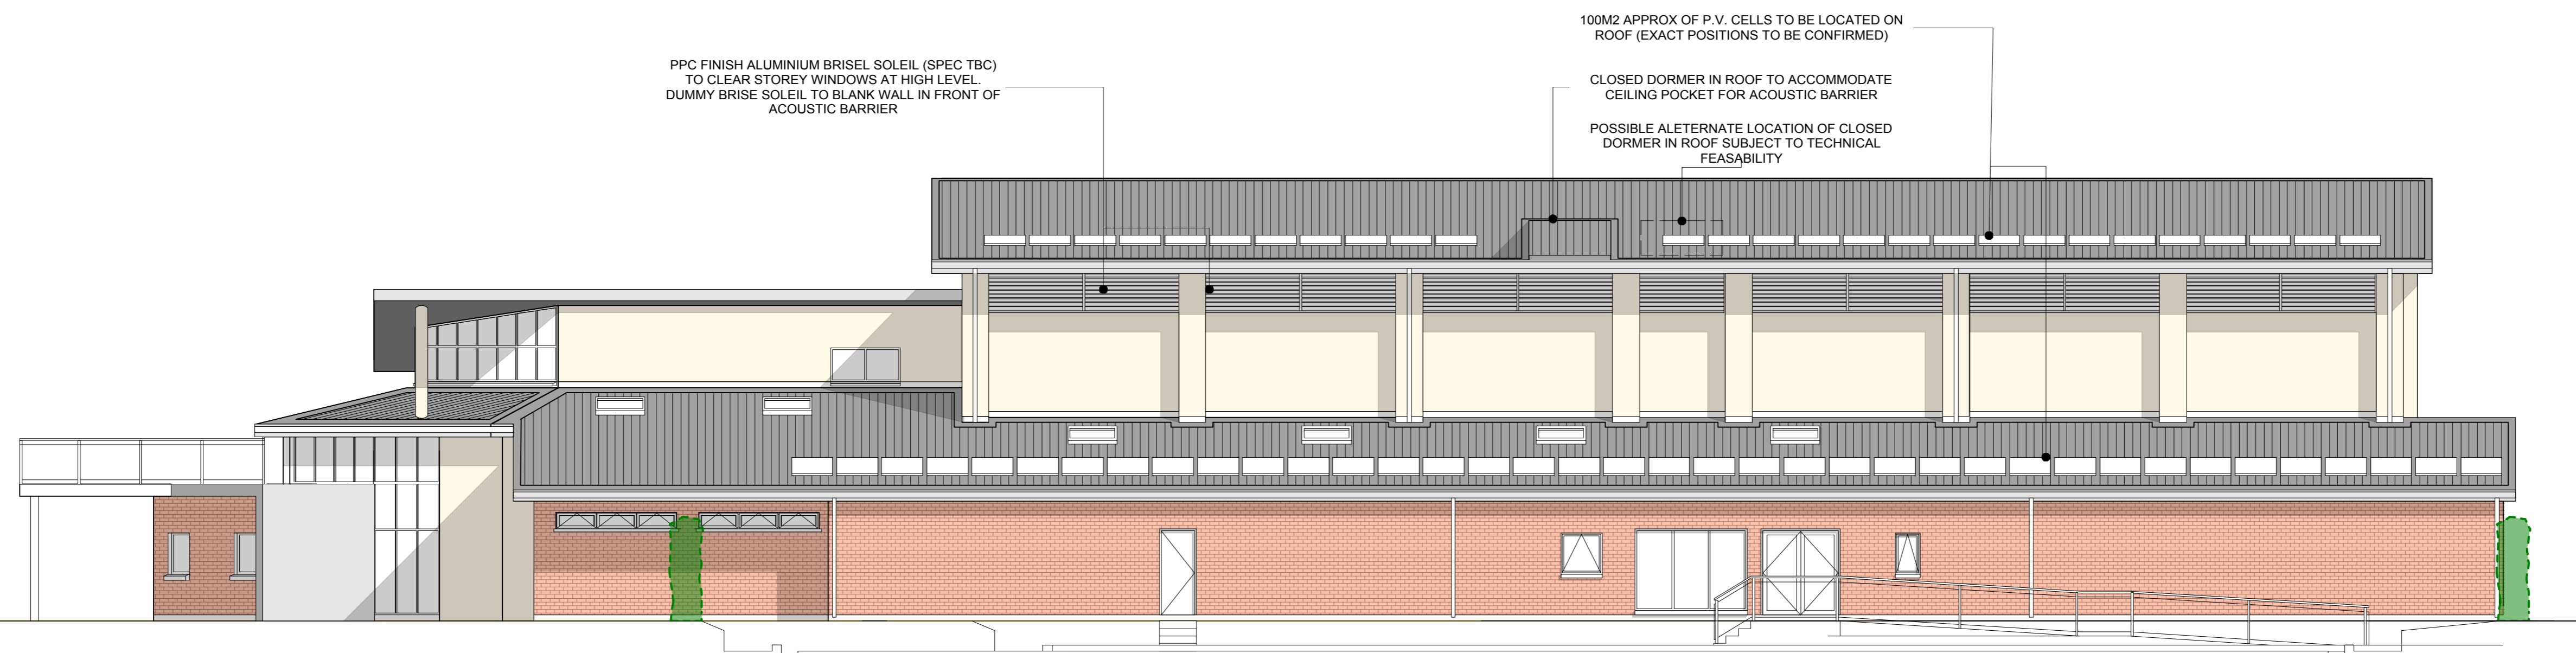 PPC FINISH ALUMINIUM BRISEL SOLEIL (SPEC TBC)
TO CLEAR STOREY WINDOWS AT HIGH LEVEL.
DUMMY BRISE SOLEIL TO BLANK WALL IN FRONT OF
ACOUSTIC BARRIER
100M2 APPROX OF P.V. CELLS TO BE LOCATED ON
ROOF (EXACT POSITIONS TO BE CONFIRMED)
CLOSED DORMER IN ROOF TO ACCOMMODATE
CEILING POCKET FOR ACOUSTIC BARRIER
POSSIBLE ALETERNATE LOCATION OF CLOSED
DORMER IN ROOF SUBJECT TO TECHNICAL
FEASABILITY